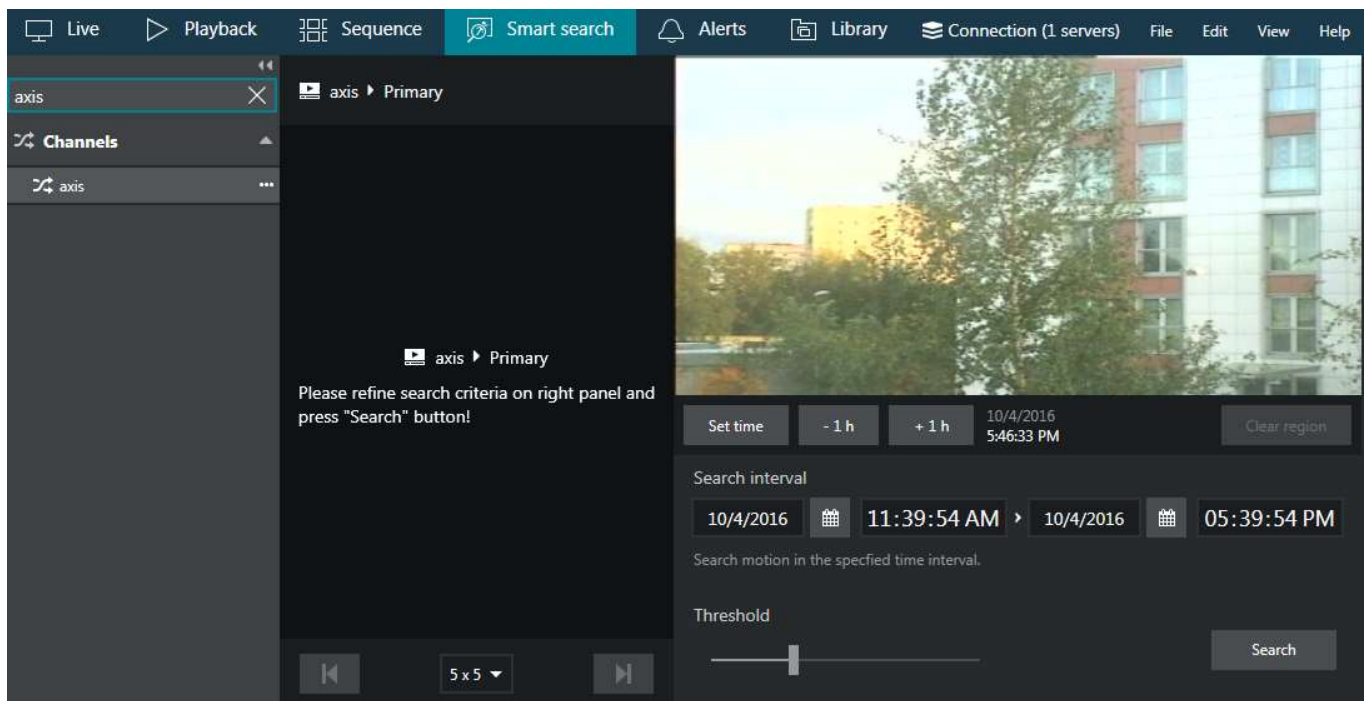 Live Playback Sequence Smart search Alerts Library Connection (1 servers) File Edit View Help
axis
Channels
axis
axis Primary
axis Primary
Please refine search criteria on right panel and
press "Search" button!
5 x 5
Set time - 1 h + 1 h 10/4/2016
5:46:33 PM
Clear region
Search interval
10/4/2016 11:39:54 AM › 10/4/2016 05:39:54 PM
Search motion in the specfied time interval.
Threshold
Search